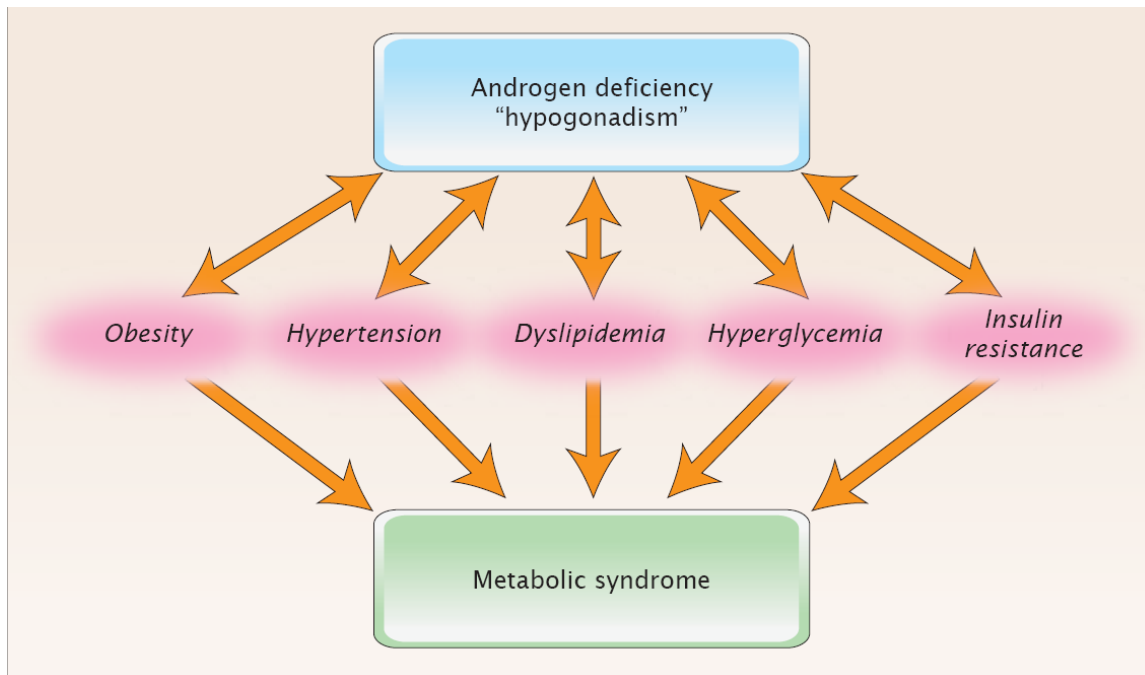 Androgen deficiency
“hypogonadism”
Obesity
Hypertension
Dyslipidemia
Hyperglycemia
Insulin
resistance
Metabolic syndrome